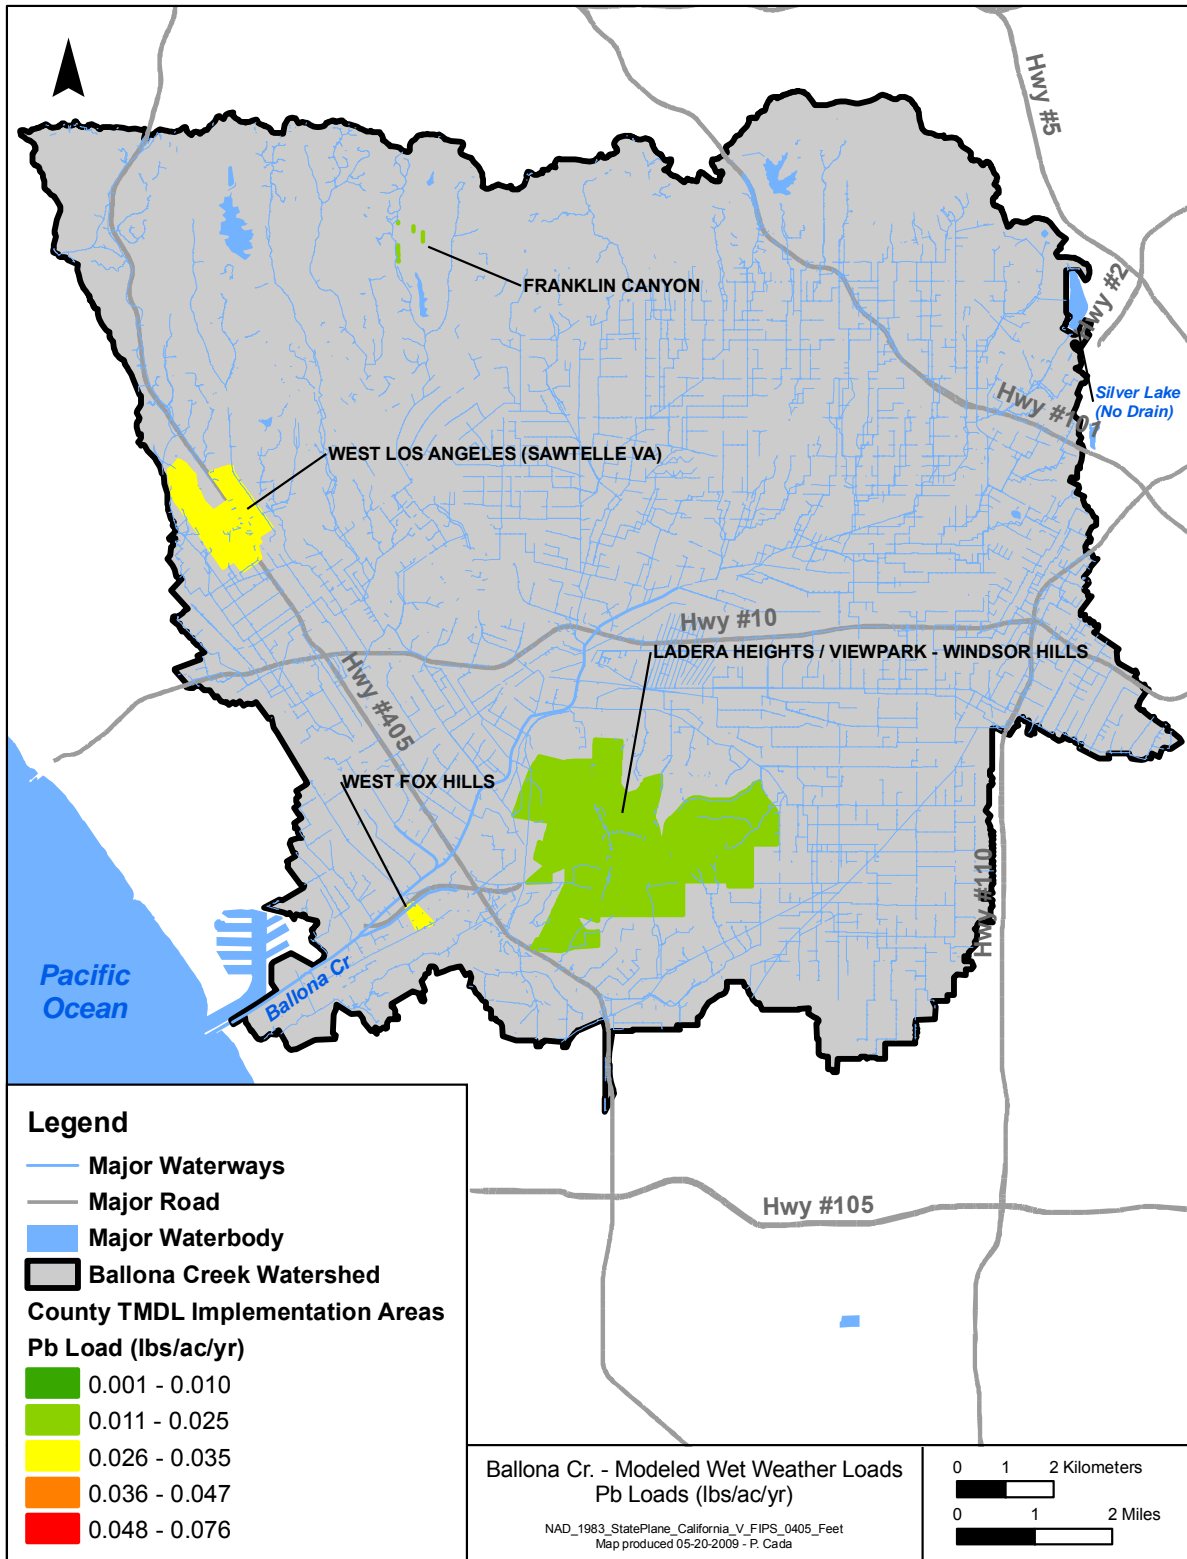 Hwy #5
FRANKLIN CANYON
Hwy #2
Silver Lake
(No Drain)
Hwy #101
WEST LOS ANGELES (SAWTELLE VA)
Hwy #10
LADERA HEIGHTS / VIEWPARK - WINDSOR HILLS
Hwy #405
WEST FOX HILLS
Hwy #110
Pacific
Ocean
Ballona Cr
Hwy #105
Legend
Major Waterways
Major Road
Major Waterbody
Ballona Creek Watershed
County TMDL Implementation Areas
Pb Load (lbs/ac/yr)
0.001 - 0.010
0.011 - 0.025
0.026 - 0.035
0.036 - 0.047
0.048 - 0.076
Ballona Cr. - Modeled Wet Weather Loads
Pb Loads (lbs/ac/yr)
NAD_1983_StatePlane_California_V_FIPS_0405_Feet
Map produced 05-20-2009 - P. Cada
0 1 2 Kilometers
0 1 2 Miles